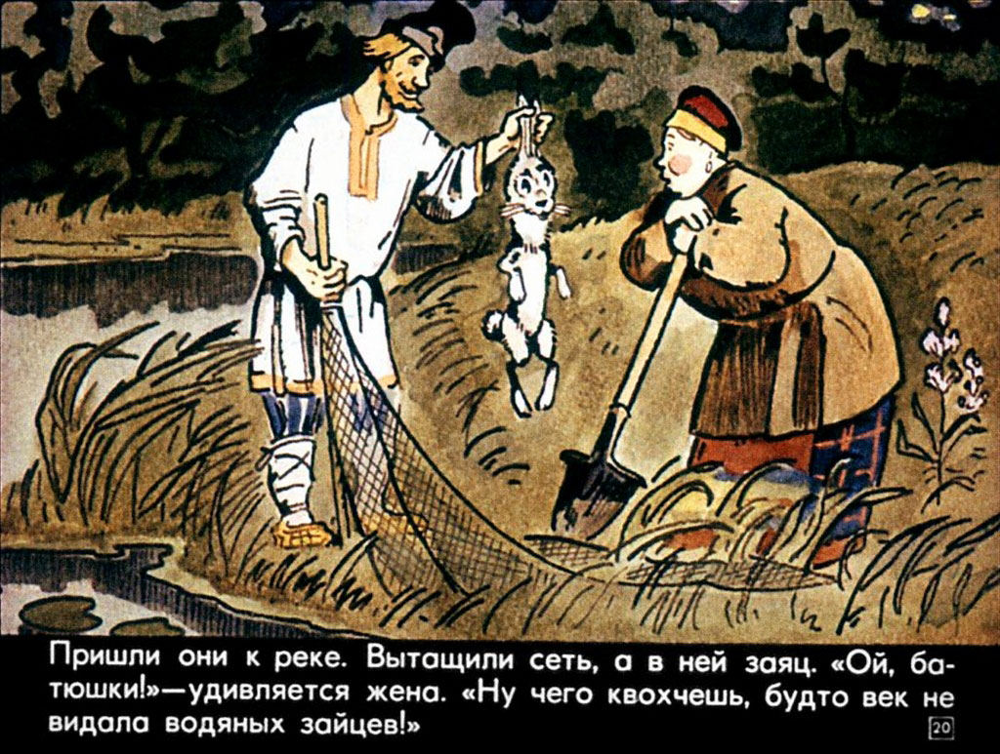 Пришли они к реке. Вытащили сеть, а в ней заяц. «Ой, ба-
тюшки!»—удивляется жена. «Ну чего квохчешь, будто век не
видала водяных зайцев!»
20